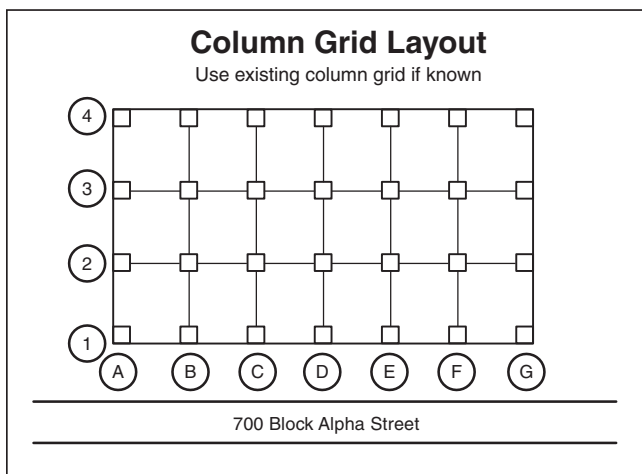 Column Grid Layout
Use existing column grid if known
4
3
2
1
A B C D E F G
700 Block Alpha Street